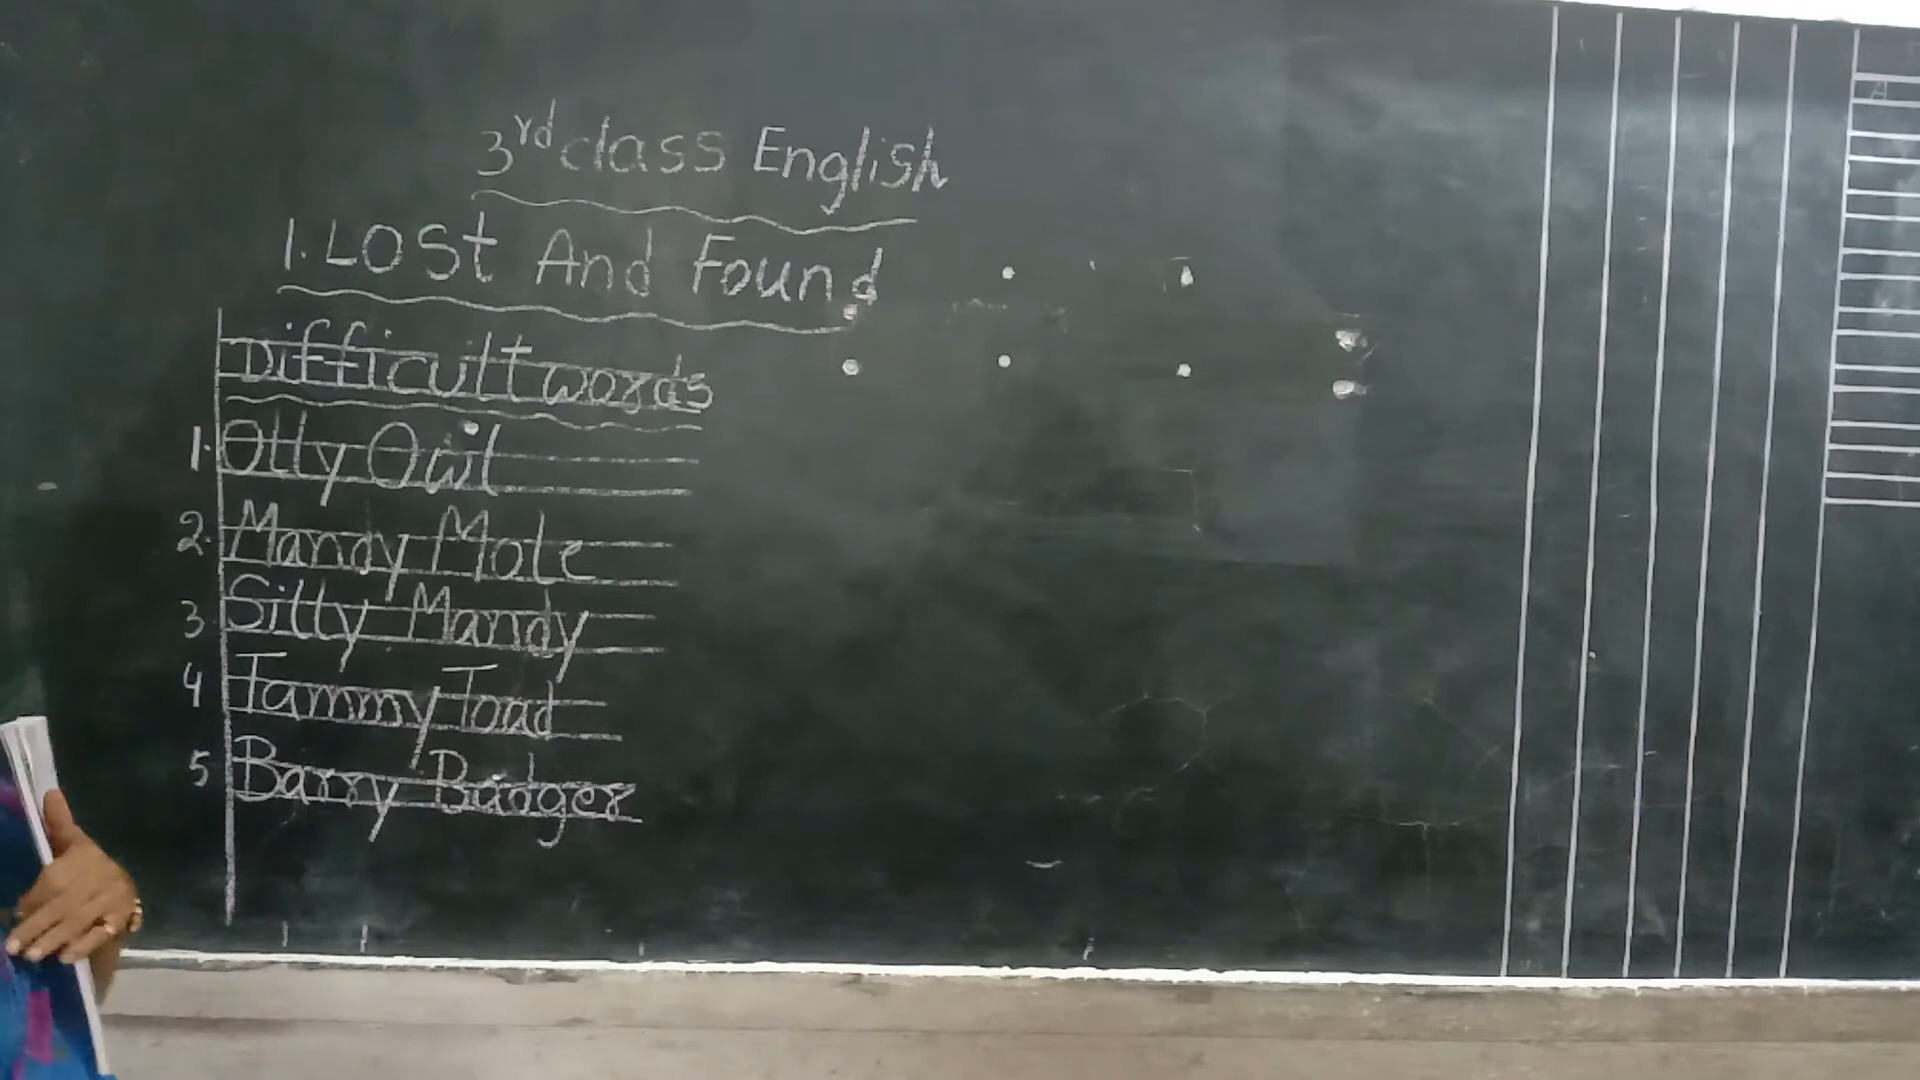 3rd class English
1. LOSt And Found
Difficult words
1. Olly Owl
2. Mandy Mole
3 Silly Mandy
4 Tammy Toad
5 Barry Badger
A